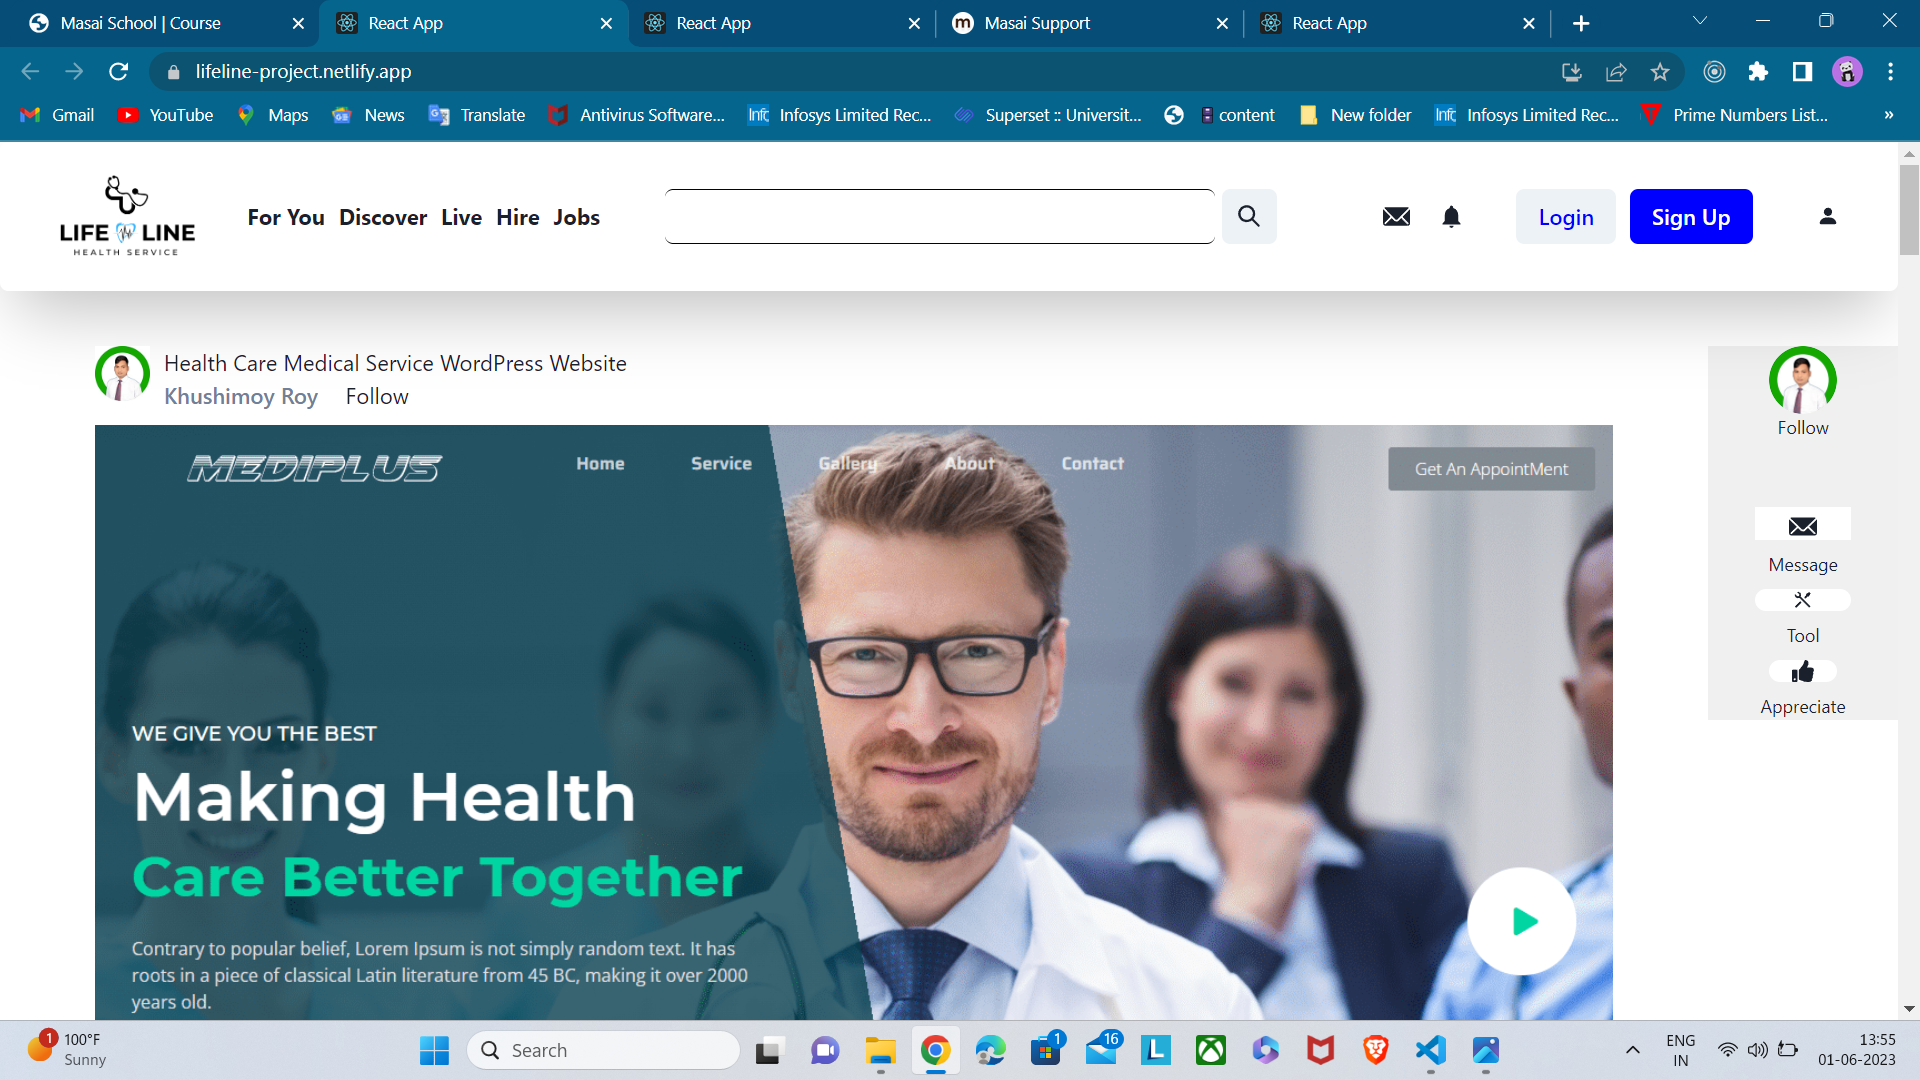 Masai School | Course
React App
React App
Masai Support
React App
lifeline-project.netlify.app
Gmail
YouTube
Maps
News
Translate
Antivirus Software...
Infosys Limited Rec...
Superset :: Universit...
content
New folder
Infosys Limited Rec...
Prime Numbers List...
LIFE LINE
HEALTH SERVICE
For You Discover Live Hire Jobs
Login
Sign Up
Health Care Medical Service WordPress Website
Khushimoy Roy Follow
Follow
Message
Tool
Appreciate
MEDIPLUS
Home
Service
Gallery
About
Contact
Get An AppointMent
WE GIVE YOU THE BEST
Making Health
Care Better Together
Contrary to popular belief, Lorem Ipsum is not simply random text. It has
roots in a piece of classical Latin literature from 45 BC, making it over 2000
years old.
1
100°F
Sunny
Search
1
16
ENG
IN
13:55
01-06-2023